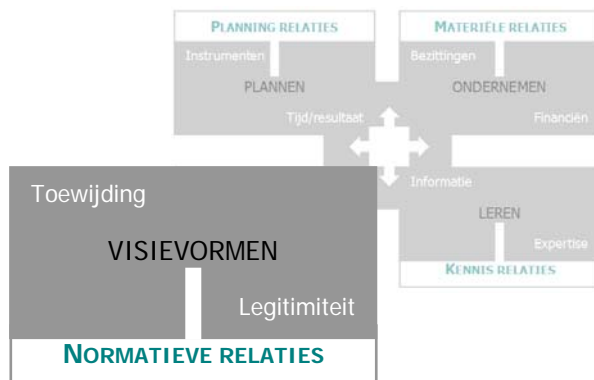 PLANNING RELATIES
Instrumenten
PLANNEN
Tijd/resultaat
MATERIËLE RELATIES
Bezittingen
ONDERNEMEN
Financiën
Toewijding
VISIEVORMEN
Legitimiteit
NORMATIEVE RELATIES
Informatie
LEREN
Expertise
KENNIS RELATIES